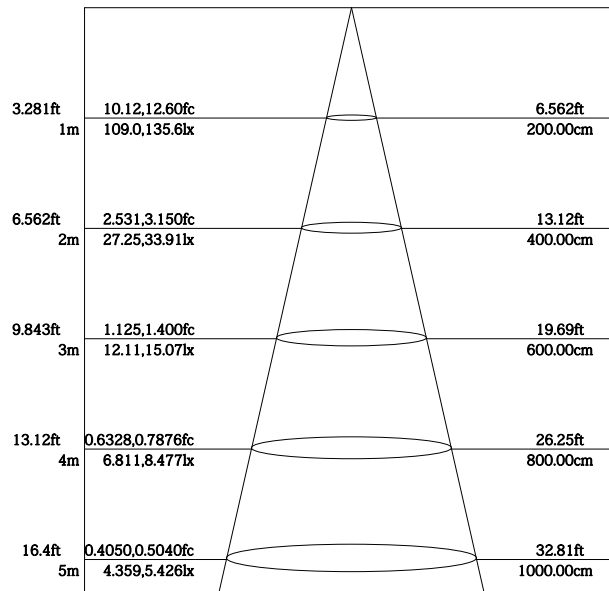 3.281ft 10.12,12.60fc 6.562ft
1m 109.0,135.6lx 200.00cm
6.562ft 2.531,3.150fc 13.12ft
2m 27.25,33.91lx 400.00cm
9.843ft 1.125,1.400fc 19.69ft
3m 12.11,15.07lx 600.00cm
13.12ft 0.6328,0.7876fc 26.25ft
4m 6.811,8.477lx 800.00cm
16.4ft 0.4050,0.5040fc 32.81ft
5m 4.359,5.426lx 1000.00cm